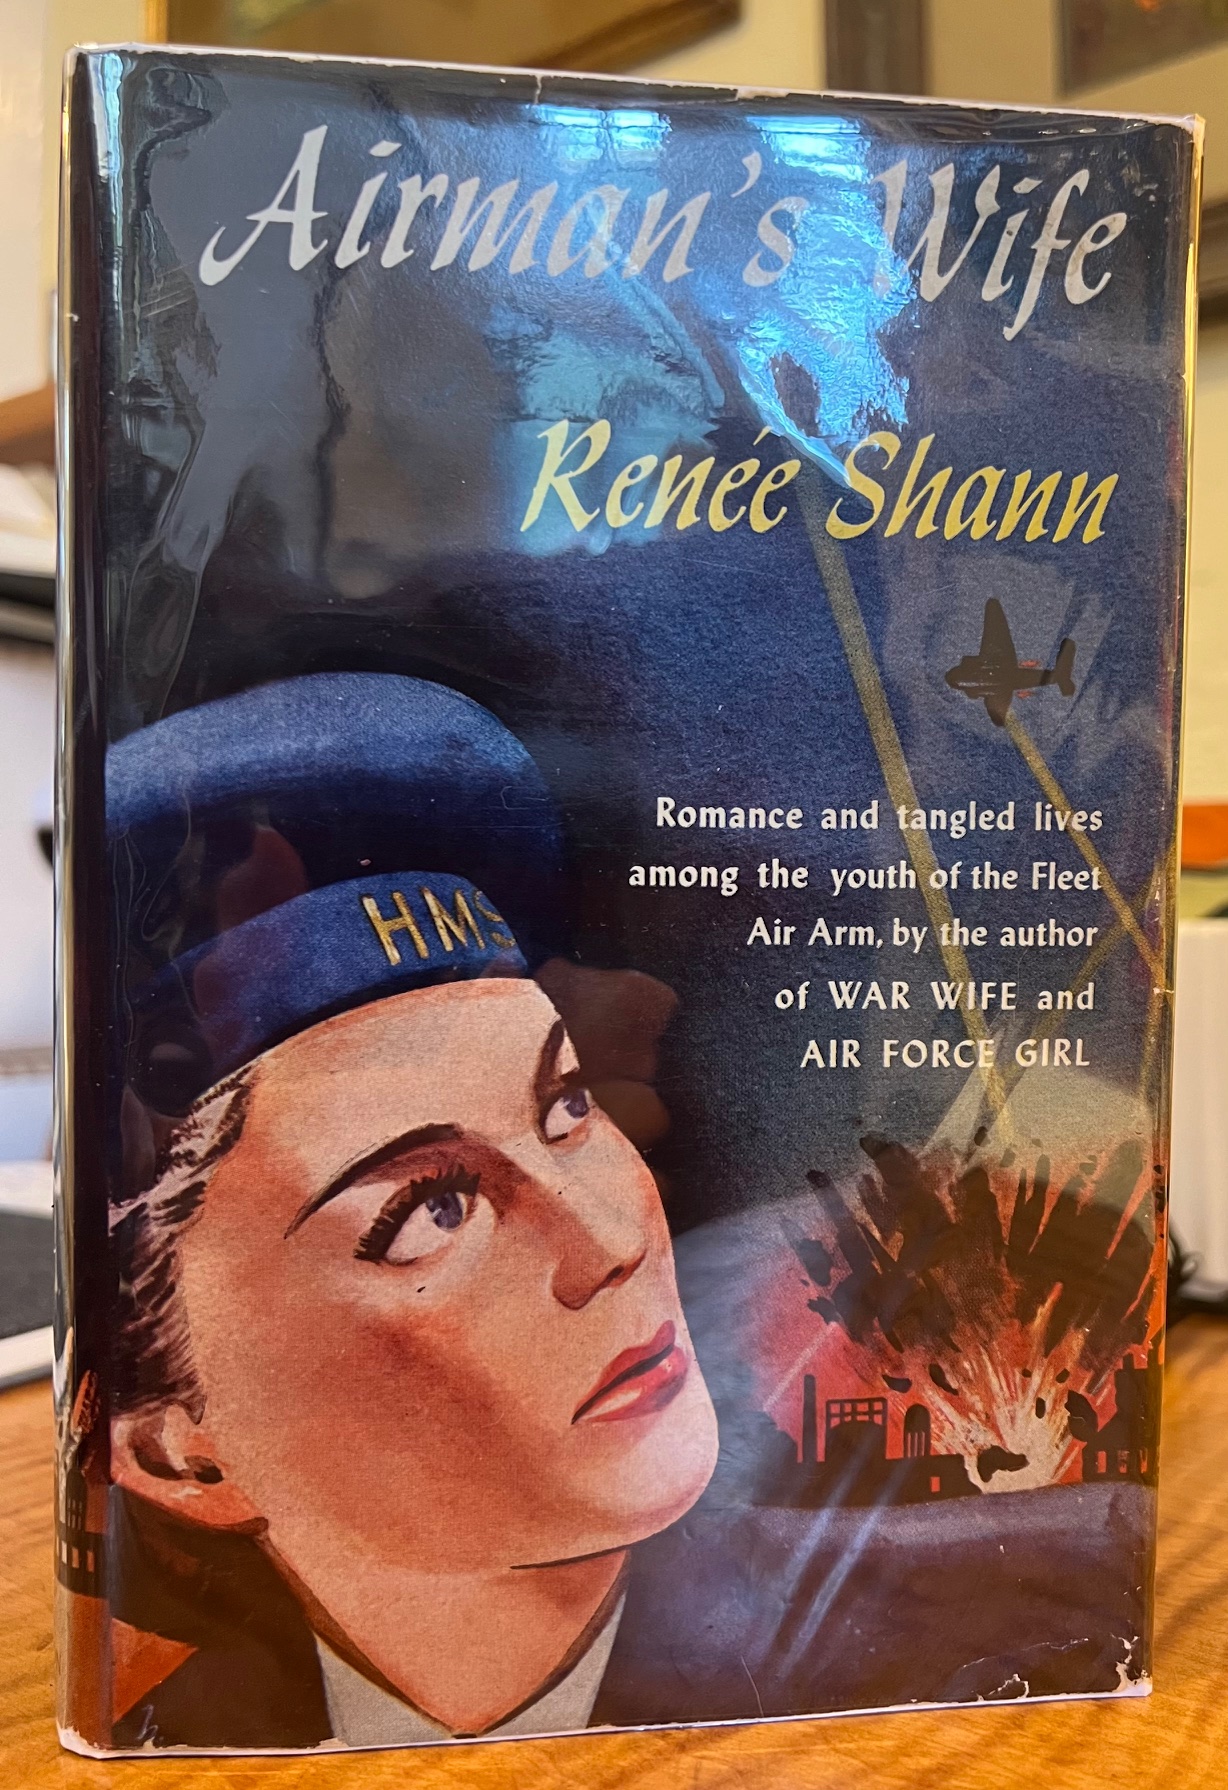 Airman's Wife
Renée Shann
Romance and tangled lives
among the youth of the Fleet
Air Arm, by the author
of WAR WIFE and
AIR FORCE GIRL
HMS